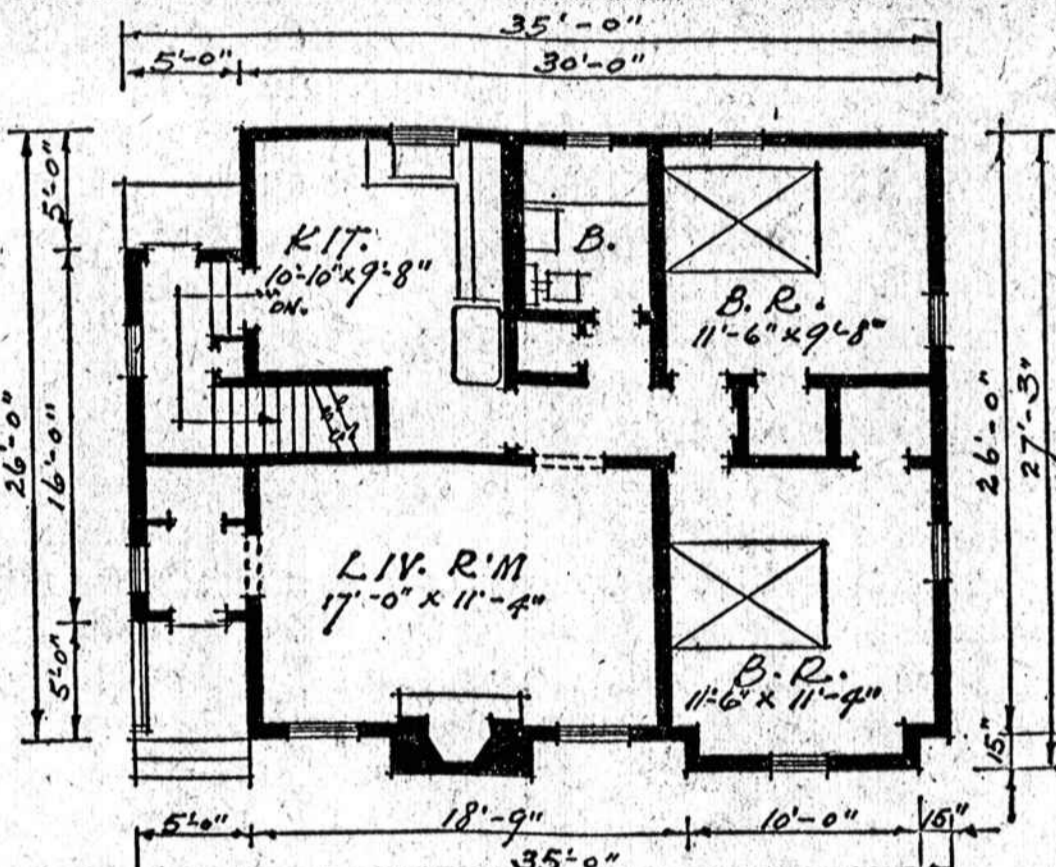 35'-0"
5'-0" 30'-0"
5'-0"
KIT.
10'-10" x 9'-8"
DN.
B.
B. R.
11'-6" x 9'-8"
26'-0"
16'-0"
26'-0"
27'-3"
LIV. R'M
17'-0" x 11'-4"
5'-0"
B. R.
11'-6" x 11'-4"
15"
5'-0" 18'-9" 10'-0" 15"
35'-0"